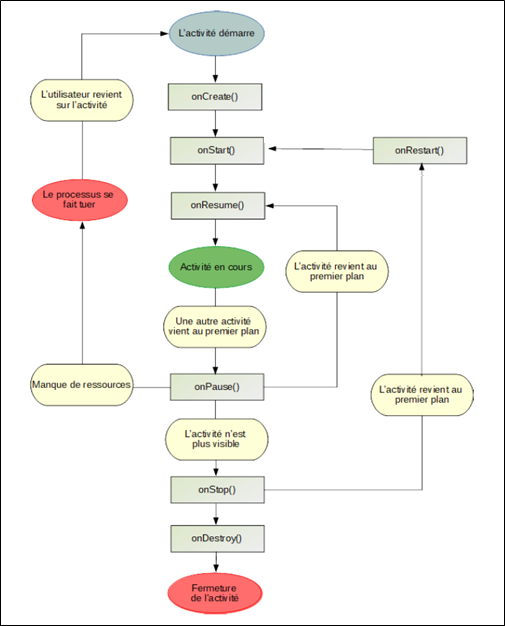 L'activité démarre
L'utilisateur revient
sur l'activité
onCreate()
onStart()
onRestart()
Le processus se
fait tuer
onResume()
Activité en cours
L'activité revient au
premier plan
Une autre activité
vient au premier plan
Manque de ressources
onPause()
L'activité revient au
premier plan
L'activité n'est
plus visible
onStop()
onDestroy()
Fermeture
de l'activité